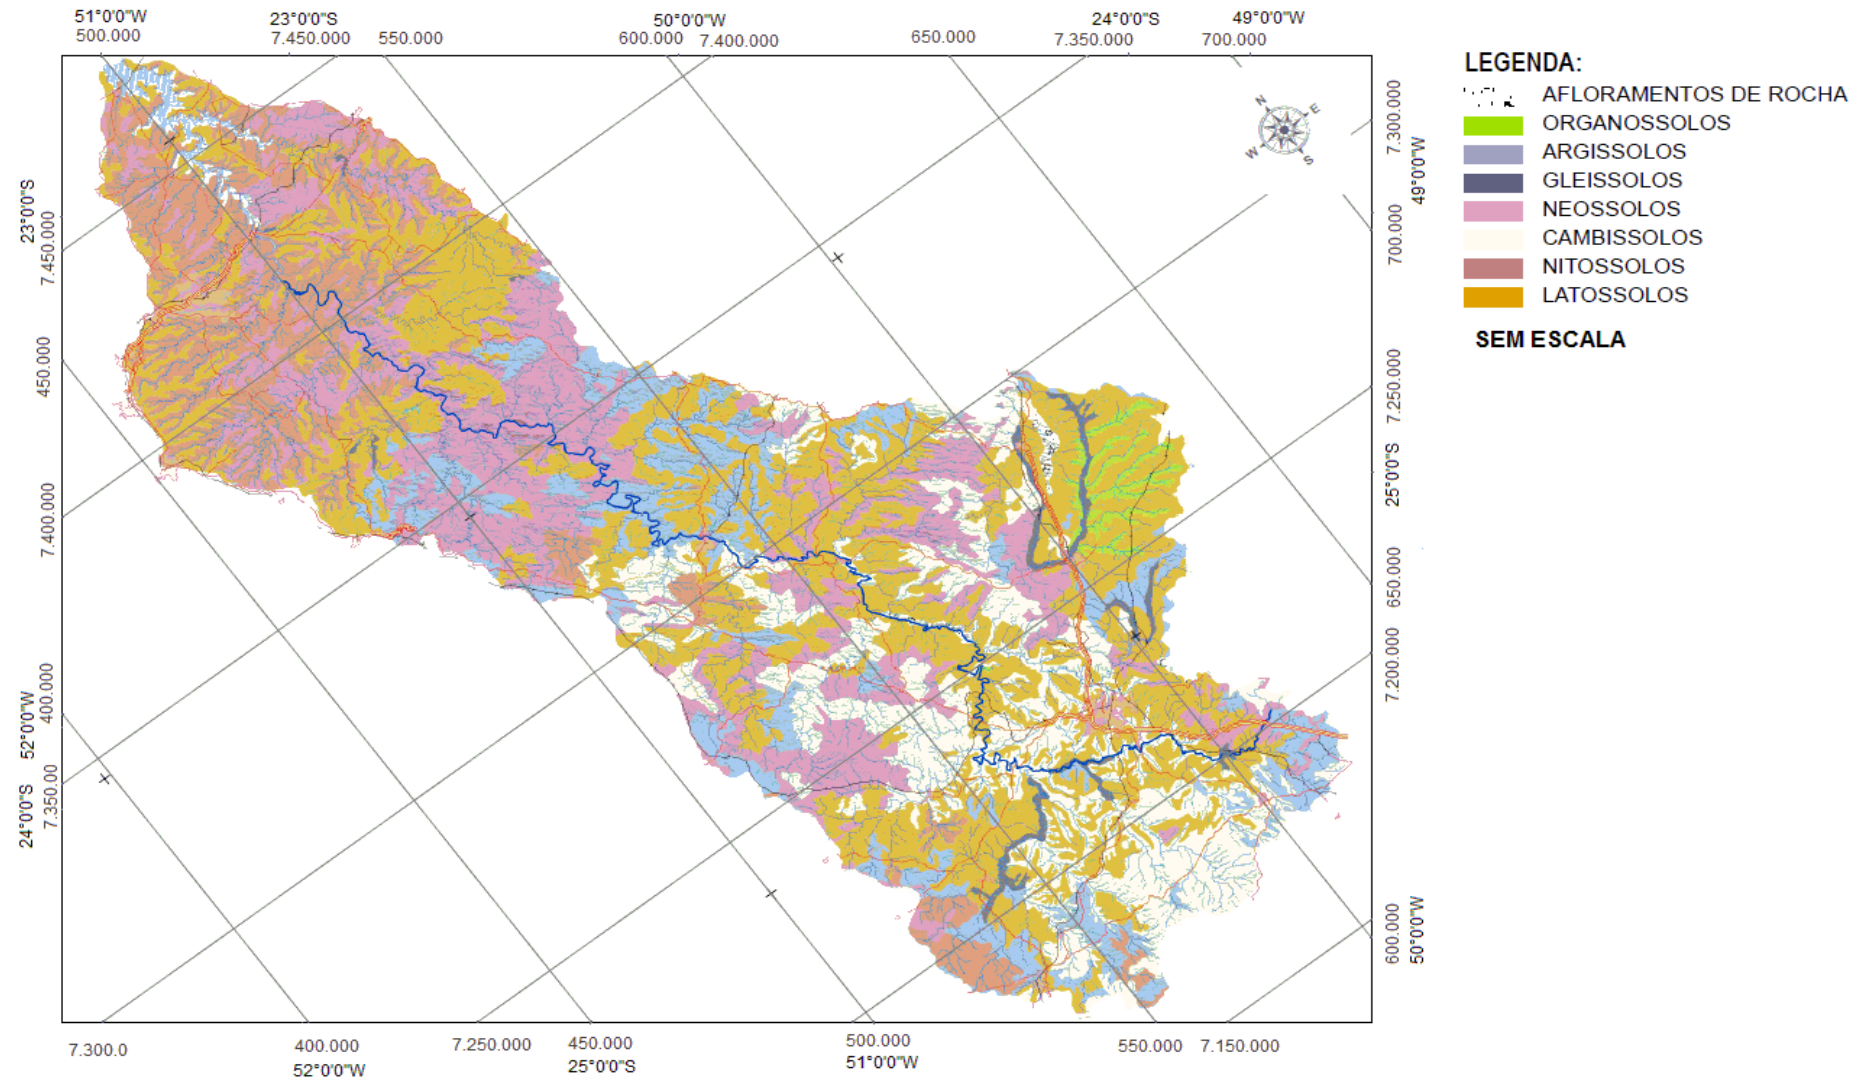 51°0'0"W 23°0'0"S 50°0'0"W 24°0'0"S 49°0'0"W
500.000 7.450.000 550.000 600.000 7.400.000 650.000 7.350.000 700.000
LEGENDA:
AFLORAMENTOS DE ROCHA
ORGANOSSOLOS
ARGISSOLOS
GLEISSOLOS
NEOSSOLOS
CAMBISSOLOS
NITOSSOLOS
LATOSSOLOS
SEM ESCALA
N
E
W
S
23°0'0"S
7.450.000
450.000
7.400.000
52°0'0"W
400.000
24°0'0"S
7.350.00
7.300.000
49°0'0"W
700.000
7.250.000
25°0'0"S
650.000
7.200.000
600.000
50°0'0"W
7.300.0 400.000 7.250.000 450.000 500.000 550.000 7.150.000
52°0'0"W 25°0'0"S 51°0'0"W